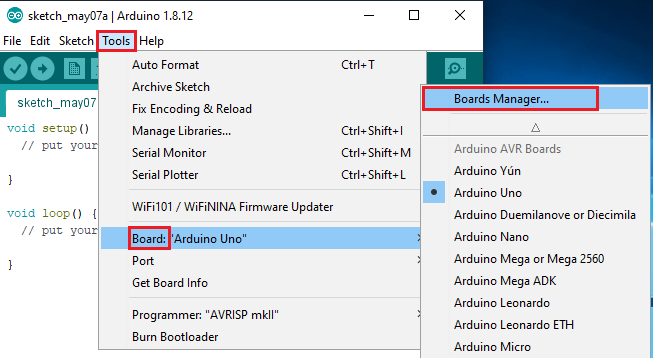 sketch_may07a | Arduino 1.8.12
File Edit Sketch Tools Help
sketch_may07
void setup()
// put your
}
void loop() {
// put your
}
Auto Format Ctrl+T
Archive Sketch
Fix Encoding & Reload
Manage Libraries... Ctrl+Shift+I
Serial Monitor Ctrl+Shift+M
Serial Plotter Ctrl+Shift+L
WiFi101 / WiFiNINA Firmware Updater
Board: "Arduino Uno"
Port
Get Board Info
Programmer: "AVRISP mkII"
Burn Bootloader
Boards Manager...
Arduino AVR Boards
Arduino Yún
Arduino Uno
Arduino Duemilanove or Diecimila
Arduino Nano
Arduino Mega or Mega 2560
Arduino Mega ADK
Arduino Leonardo
Arduino Leonardo ETH
Arduino Micro